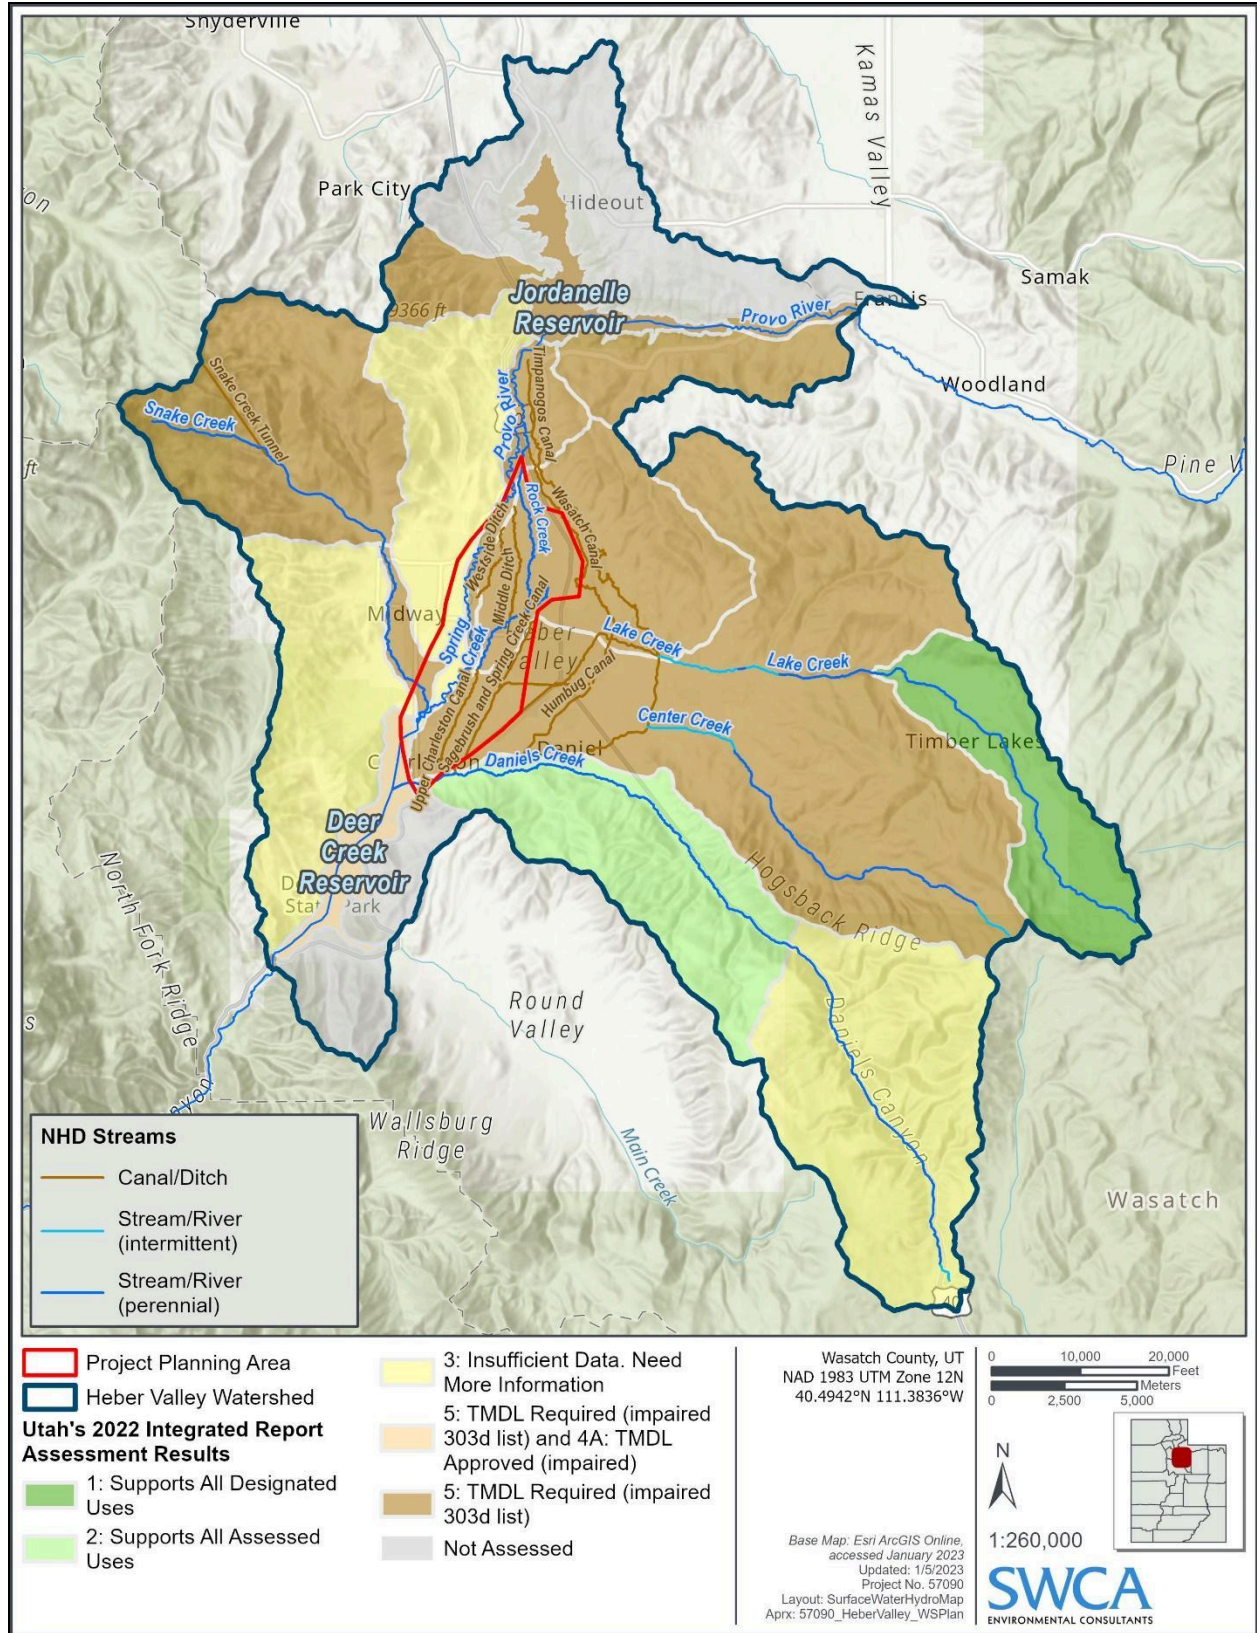 Snyderville
Kamas Valley
Park City
Hideout
Samak
9366 ft
Jordanelle
Reservoir
Provo River
Francis
Woodland
Pine V
Snake Creek Tunnel
Snake Creek
Provo River
Timpanogos Canal
Rock Creek
Wasatch Canal
Westside Ditch
Middle Ditch
Midway
Spring
Creek
Lake Creek
Lake Creek
Humbug Canal
Center Creek
Timber Lakes
Upper Charleston Canal
Sagebrush and Spring Creek Canal
Daniel
Daniels Creek
Deer
Creek
Reservoir
State Park
Hogsback Ridge
North Fork Ridge
Round
Valley
Daniels Canyon
Wallsburg
Ridge
Main Creek
Wasatch
40
nyon
on
ft
s
NHD Streams
Canal/Ditch
Stream/River
(intermittent)
Stream/River
(perennial)
Project Planning Area
Heber Valley Watershed
Utah's 2022 Integrated Report
Assessment Results
1: Supports All Designated
Uses
2: Supports All Assessed
Uses
3: Insufficient Data. Need
More Information
5: TMDL Required (impaired
303d list) and 4A: TMDL
Approved (impaired)
5: TMDL Required (impaired
303d list)
Not Assessed
Wasatch County, UT
NAD 1983 UTM Zone 12N
40.4942°N 111.3836°W
Base Map: Esri ArcGIS Online,
accessed January 2023
Updated: 1/5/2023
Project No. 57090
Layout: SurfaceWaterHydroMap
Aprx: 57090_HeberValley_WSPlan
0 10,000 20,000
Feet
Meters
0 2,500 5,000
N
1:260,000
SWCA
ENVIRONMENTAL CONSULTANTS